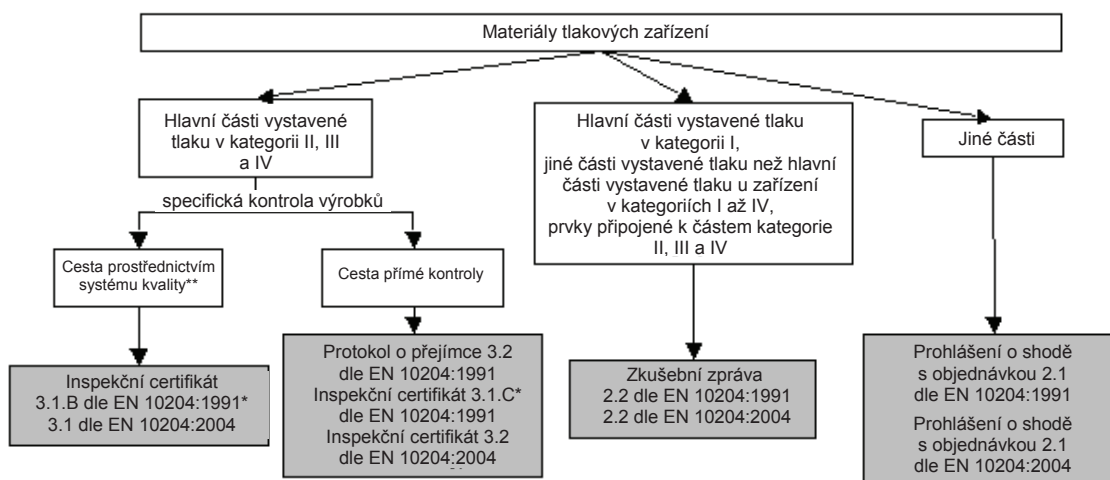 Materiály tlakových zařízení
Hlavní části vystavené
tlaku v kategorii II, III
a IV
Hlavní části vystavené tlaku
v kategorii I,
jiné části vystavené tlaku než hlavní
části vystavené tlaku u zařízení
v kategoriích I až IV,
prvky připojené k částem kategorie
II, III a IV
Jiné části
specifická kontrola výrobků
Cesta prostřednictvím
systému kvality**
Cesta přímé kontroly
Inspekční certifikát
3.1.B dle EN 10204:1991*
3.1 dle EN 10204:2004
Protokol o přejímce 3.2
dle EN 10204:1991
Inspekční certifikát 3.1.C*
dle EN 10204:1991
Inspekční certifikát 3.2
dle EN 10204:2004
Zkušební zpráva
2.2 dle EN 10204:1991
2.2 dle EN 10204:2004
Prohlášení o shodě
s objednávkou 2.1
dle EN 10204:1991
Prohlášení o shodě
s objednávkou 2.1
dle EN 10204:2004